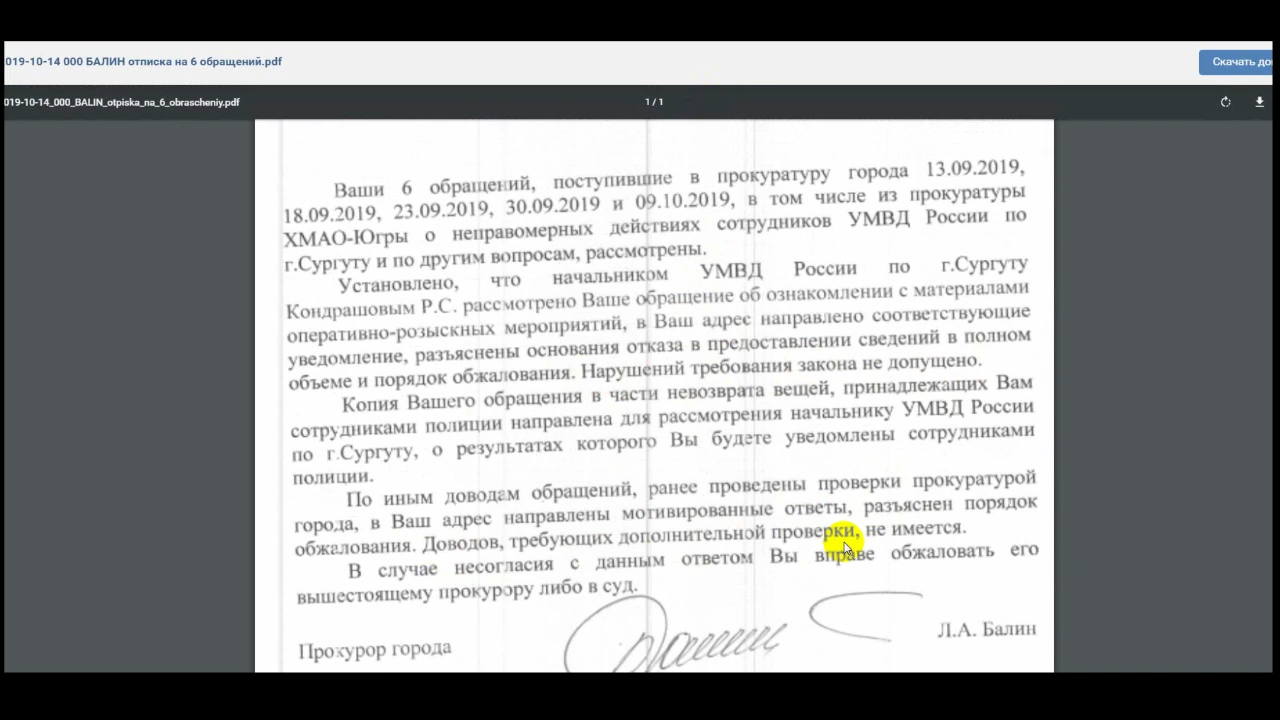 019-10-14 000 БАЛИН отписка на 6 обращений.pdf
Скачать до
019-10-14_000_BALIN_otpiska_na_6_obrascheniy.pdf
1 / 1
Ваши 6 обращений, поступившие в прокуратуру города 13.09.2019,
18.09.2019, 23.09.2019, 30.09.2019 и 09.10.2019, в том числе из прокуратуры
ХМАО-Югры о неправомерных действиях сотрудников УМВД России по
г.Сургуту и по другим вопросам, рассмотрены.
Установлено, что начальником УМВД России по г.Сургуту
Кондрашовым Р.С. рассмотрено Ваше обращение об ознакомлении с материалами
оперативно-розыскных мероприятий, в Ваш адрес направлено соответствующие
уведомление, разъяснены основания отказа в предоставлении сведений в полном
объеме и порядок обжалования. Нарушений требования закона не допущено.
Копия Вашего обращения в части невозврата вещей, принадлежащих Вам
сотрудниками полиции направлена для рассмотрения начальнику УМВД России
по г.Сургуту, о результатах которого Вы будете уведомлены сотрудниками
полиции.
По иным доводам обращений, ранее проведены проверки прокуратурой
города, в Ваш адрес направлены мотивированные ответы, разъяснен порядок
обжалования. Доводов, требующих дополнительной проверки, не имеется.
В случае несогласия с данным ответом Вы вправе обжаловать его
вышестоящему прокурору либо в суд.
Прокурор города
Л.А. Балин